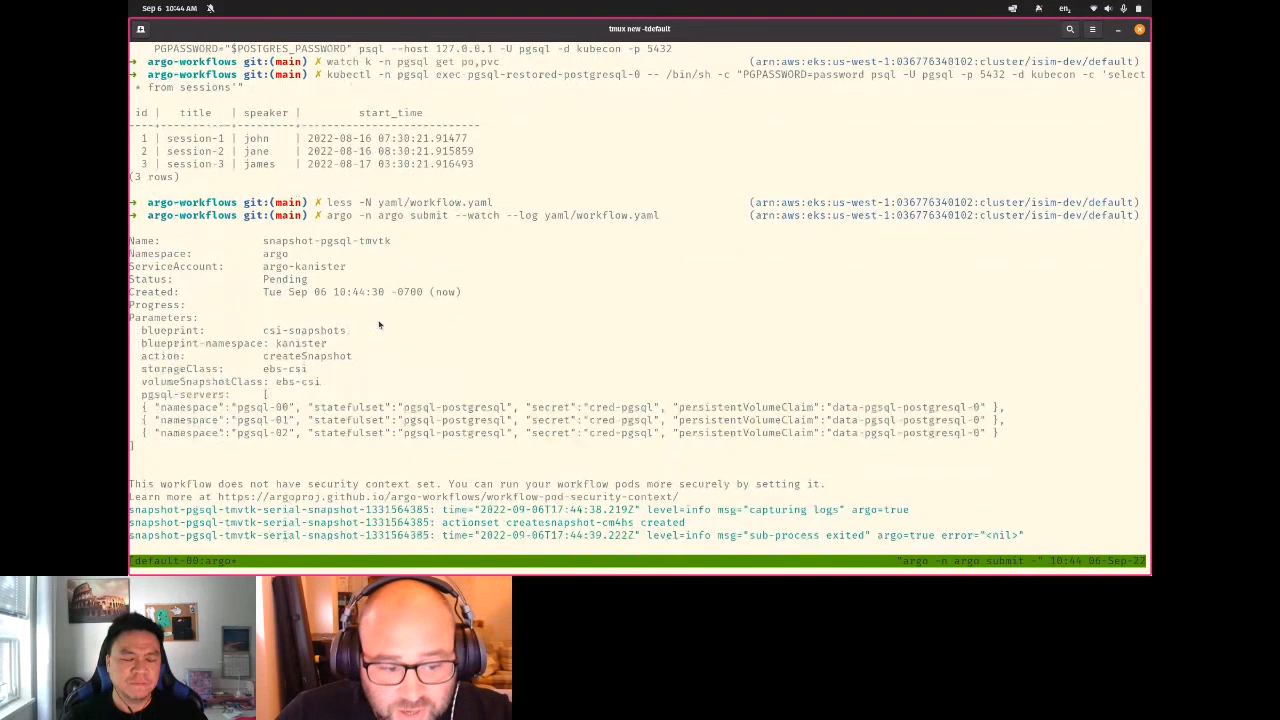 Sep 6 10:44 AM
en₂
tmux new -tdefault
PGPASSWORD="$POSTGRES_PASSWORD" psql --host 127.0.0.1 -U pgsql -d kubecon -p 5432
➜ argo-workflows git:(main) ✗ watch k -n pgsql get po,pvc (arn:aws:eks:us-west-1:036776340102:cluster/isim-dev/default)
➜ argo-workflows git:(main) ✗ kubectl -n pgsql exec pgsql-restored-postgresql-0 -- /bin/sh -c "PGPASSWORD=password psql -U pgsql -p 5432 -d kubecon -c 'select
* from sessions'"
id | title | speaker | start_time
----+-----------+---------+----------------------------
1 | session-1 | john | 2022-08-16 07:30:21.91477
2 | session-2 | jane | 2022-08-16 08:30:21.915859
3 | session-3 | james | 2022-08-17 03:30:21.916493
(3 rows)
➜ argo-workflows git:(main) ✗ less -N yaml/workflow.yaml (arn:aws:eks:us-west-1:036776340102:cluster/isim-dev/default)
➜ argo-workflows git:(main) ✗ argo -n argo submit --watch --log yaml/workflow.yaml (arn:aws:eks:us-west-1:036776340102:cluster/isim-dev/default)
Name: snapshot-pgsql-tmvtk
Namespace: argo
ServiceAccount: argo-kanister
Status: Pending
Created: Tue Sep 06 10:44:30 -0700 (now)
Progress:
Parameters:
blueprint: csi-snapshots
blueprint-namespace: kanister
action: createSnapshot
storageClass: ebs-csi
volumeSnapshotClass: ebs-csi
pgsql-servers: [
{ "namespace":"pgsql-00", "statefulset":"pgsql-postgresql", "secret":"cred-pgsql", "persistentVolumeClaim":"data-pgsql-postgresql-0" },
{ "namespace":"pgsql-01", "statefulset":"pgsql-postgresql", "secret":"cred-pgsql", "persistentVolumeClaim":"data-pgsql-postgresql-0" },
{ "namespace":"pgsql-02", "statefulset":"pgsql-postgresql", "secret":"cred-pgsql", "persistentVolumeClaim":"data-pgsql-postgresql-0" }
]
This workflow does not have security context set. You can run your workflow pods more securely by setting it.
Learn more at https://argoproj.github.io/argo-workflows/workflow-pod-security-context/
snapshot-pgsql-tmvtk-serial-snapshot-1331564385: time="2022-09-06T17:44:38.219Z" level=info msg="capturing logs" argo=true
snapshot-pgsql-tmvtk-serial-snapshot-1331564385: actionset createsnapshot-cm4hs created
snapshot-pgsql-tmvtk-serial-snapshot-1331564385: time="2022-09-06T17:44:39.222Z" level=info msg="sub-process exited" argo=true error="<nil>"
[default-00:argo* "argo -n argo submit -" 10:44 06-Sep-22